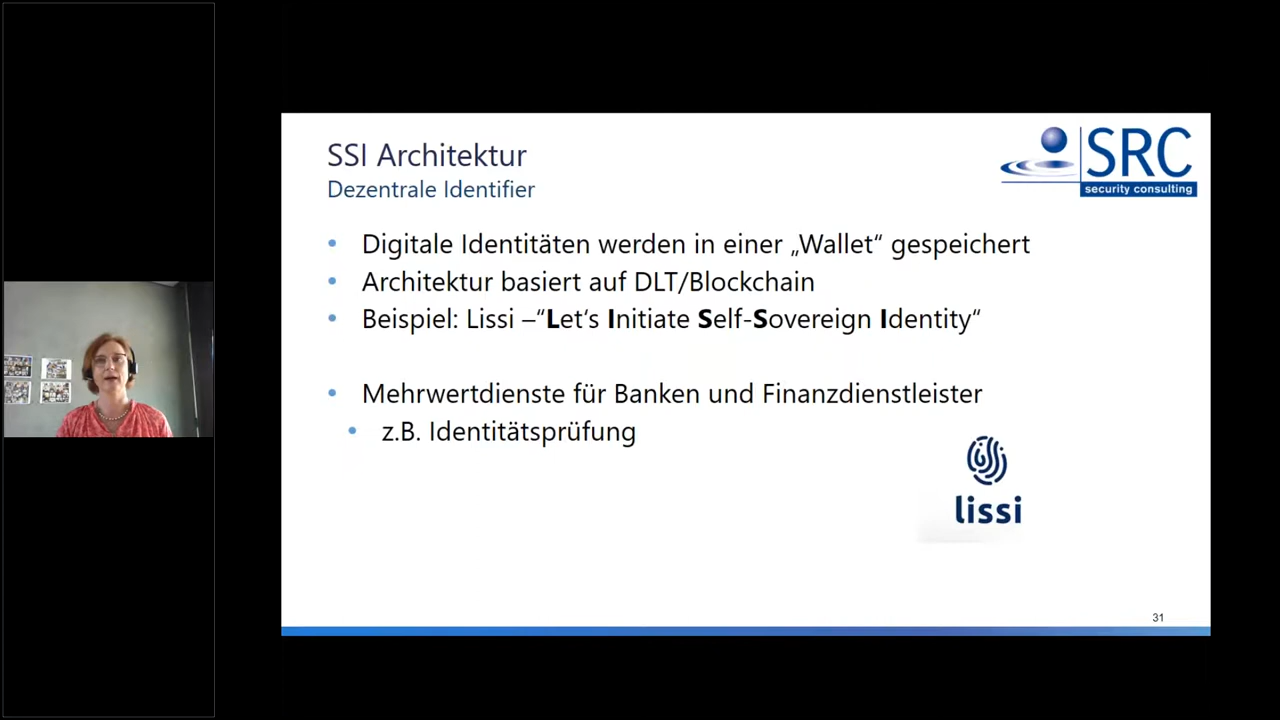 SSI Architektur
Dezentrale Identifier
SRC
security consulting
• Digitale Identitäten werden in einer „Wallet“ gespeichert
• Architektur basiert auf DLT/Blockchain
• Beispiel: Lissi –“Let‘s Initiate Self-Sovereign Identity“
• Mehrwertdienste für Banken und Finanzdienstleister
• z.B. Identitätsprüfung
lissi
31